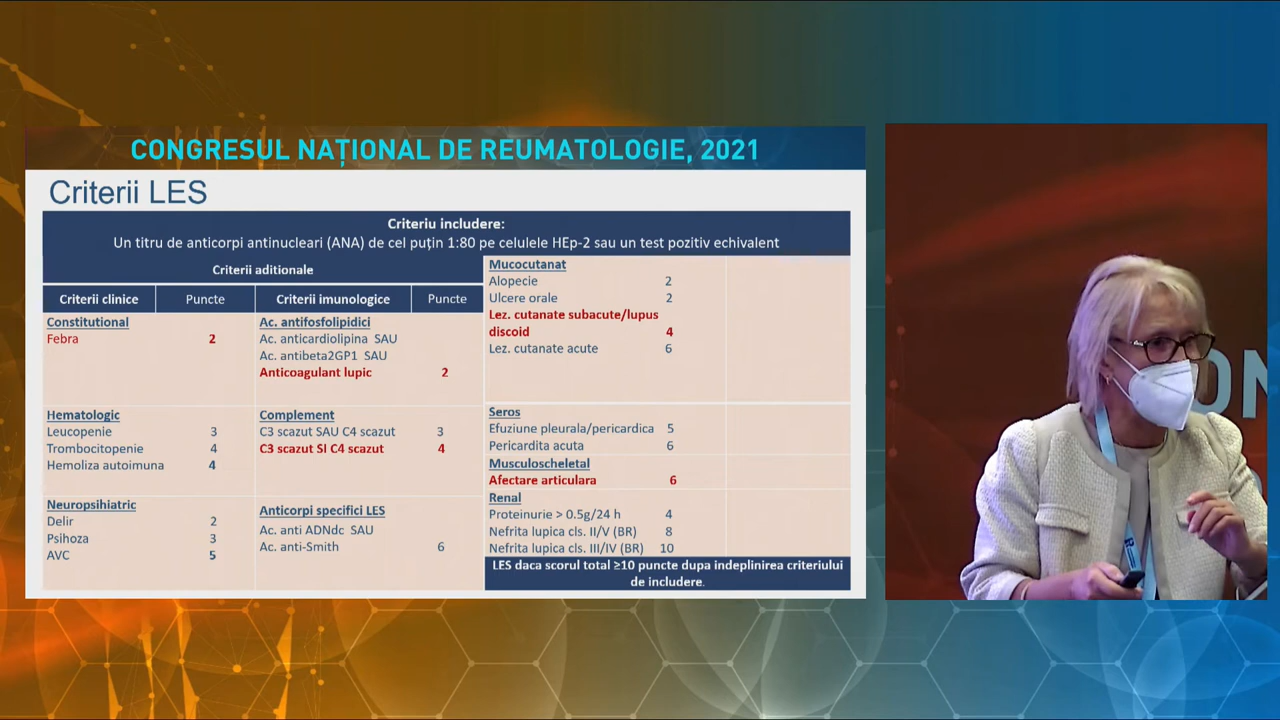 CONGRESUL NAȚIONAL DE REUMATOLOGIE, 2021
Criterii LES
Criteriu includere:
Un titru de anticorpi antinucleari (ANA) de cel puțin 1:80 pe celulele HEp-2 sau un test pozitiv echivalent
Criterii aditionale
Criterii clinice Puncte Criterii imunologice Puncte
Constitutional
Febra 2
Ac. antifosfolipidici
Ac. anticardiolipina SAU
Ac. antibeta2GP1 SAU
Anticoagulant lupic 2
Hematologic
Leucopenie 3
Trombocitopenie 4
Hemoliza autoimuna 4
Complement
C3 scazut SAU C4 scazut 3
C3 scazut SI C4 scazut 4
Neuropsihiatric
Delir 2
Psihoza 3
AVC 5
Anticorpi specifici LES
Ac. anti ADNdc SAU
Ac. anti-Smith 6
Mucocutanat
Alopecie 2
Ulcere orale 2
Lez. cutanate subacute/lupus
discoid 4
Lez. cutanate acute 6
Seros
Efuziune pleurala/pericardica 5
Pericardita acuta 6
Musculoscheletal
Afectare articulara 6
Renal
Proteinurie > 0.5g/24 h 4
Nefrita lupica cls. II/V (BR) 8
Nefrita lupica cls. III/IV (BR) 10
LES daca scorul total ≥10 puncte dupa indeplinirea criteriului
de includere.
ON